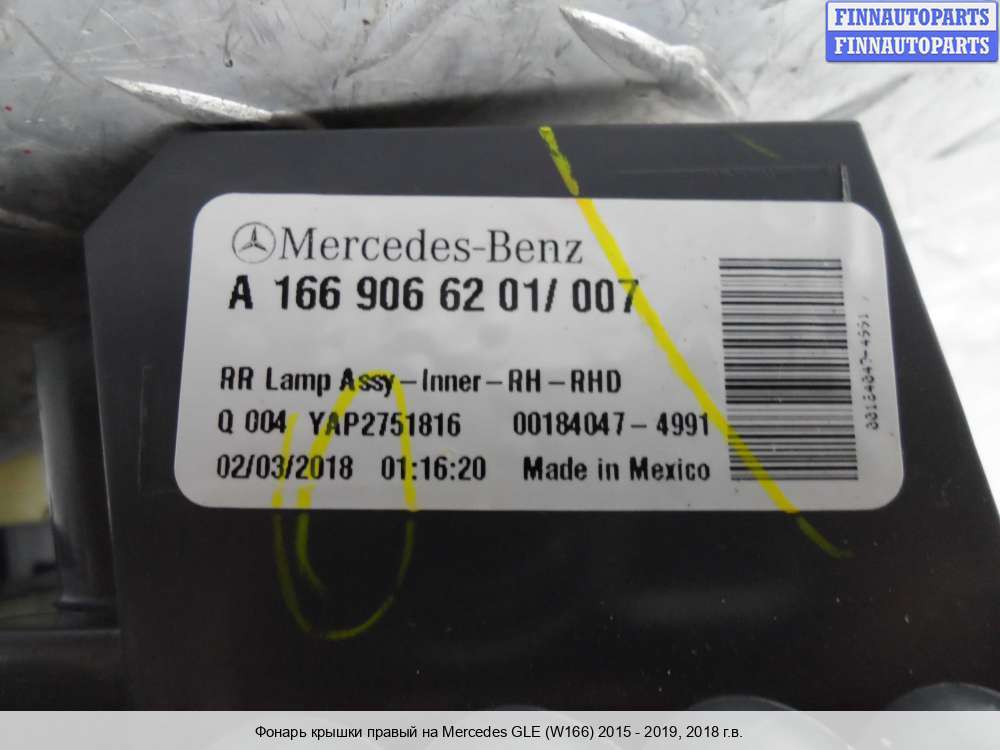 FINNAUTOPARTS
FINNAUTOPARTS
Mercedes-Benz
A 166 906 62 01/ 007
RR Lamp Assy-Inner-RH-RHD
Q 004 YAP2751816 00184047-4991
02/03/2018 01:16:20 Made in Mexico
00184047-4991
Фонарь крышки правый на Mercedes GLE (W166) 2015 - 2019, 2018 г.в.